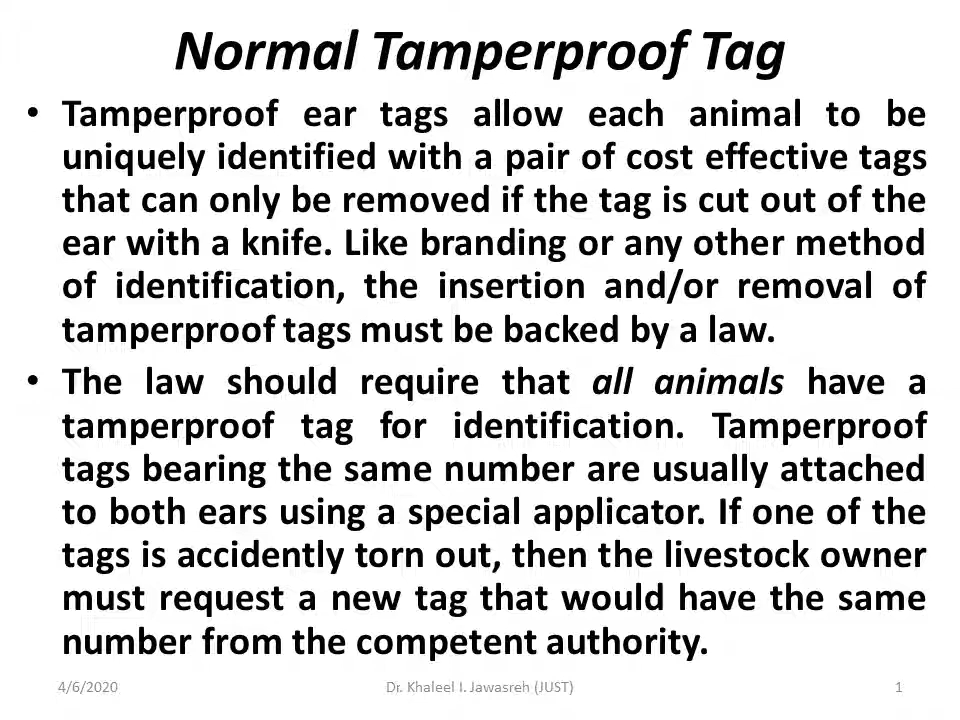 Normal Tamperproof Tag
• Tamperproof ear tags allow each animal to be
uniquely identified with a pair of cost effective tags
that can only be removed if the tag is cut out of the
ear with a knife. Like branding or any other method
of identification, the insertion and/or removal of
tamperproof tags must be backed by a law.
• The law should require that all animals have a
tamperproof tag for identification. Tamperproof
tags bearing the same number are usually attached
to both ears using a special applicator. If one of the
tags is accidently torn out, then the livestock owner
must request a new tag that would have the same
number from the competent authority.
4/6/2020 Dr. Khaleel I. Jawasreh (JUST) 1